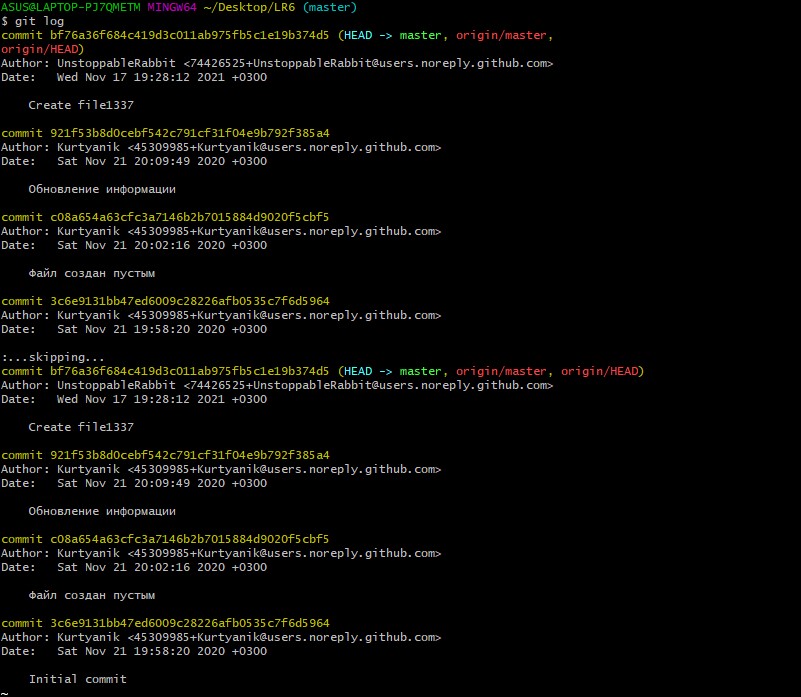 ASUS@LAPTOP-PJ7QMETM MINGW64 ~/Desktop/LR6 (master)
$ git log
commit bf76a36f684c419d3c011ab975fb5c1e19b374d5 (HEAD -> master, origin/master,
origin/HEAD)
Author: UnstoppableRabbit <74426525+UnstoppableRabbit@users.noreply.github.com>
Date:   Wed Nov 17 19:28:12 2021 +0300

    Create file1337

commit 921f53b8d0cebf542c791cf31f04e9b792f385a4
Author: Kurtyanik <45309985+Kurtyanik@users.noreply.github.com>
Date:   Sat Nov 21 20:09:49 2020 +0300

    Обновление информации

commit c08a654a63cfc3a7146b2b7015884d9020f5cbf5
Author: Kurtyanik <45309985+Kurtyanik@users.noreply.github.com>
Date:   Sat Nov 21 20:02:16 2020 +0300

    Файл создан пустым

commit 3c6e9131bb47ed6009c28226afb0535c7f6d5964
Author: Kurtyanik <45309985+Kurtyanik@users.noreply.github.com>
Date:   Sat Nov 21 19:58:20 2020 +0300

:...skipping...
commit bf76a36f684c419d3c011ab975fb5c1e19b374d5 (HEAD -> master, origin/master, origin/HEAD)
Author: UnstoppableRabbit <74426525+UnstoppableRabbit@users.noreply.github.com>
Date:   Wed Nov 17 19:28:12 2021 +0300

    Create file1337

commit 921f53b8d0cebf542c791cf31f04e9b792f385a4
Author: Kurtyanik <45309985+Kurtyanik@users.noreply.github.com>
Date:   Sat Nov 21 20:09:49 2020 +0300

    Обновление информации

commit c08a654a63cfc3a7146b2b7015884d9020f5cbf5
Author: Kurtyanik <45309985+Kurtyanik@users.noreply.github.com>
Date:   Sat Nov 21 20:02:16 2020 +0300

    Файл создан пустым

commit 3c6e9131bb47ed6009c28226afb0535c7f6d5964
Author: Kurtyanik <45309985+Kurtyanik@users.noreply.github.com>
Date:   Sat Nov 21 19:58:20 2020 +0300

    Initial commit
~